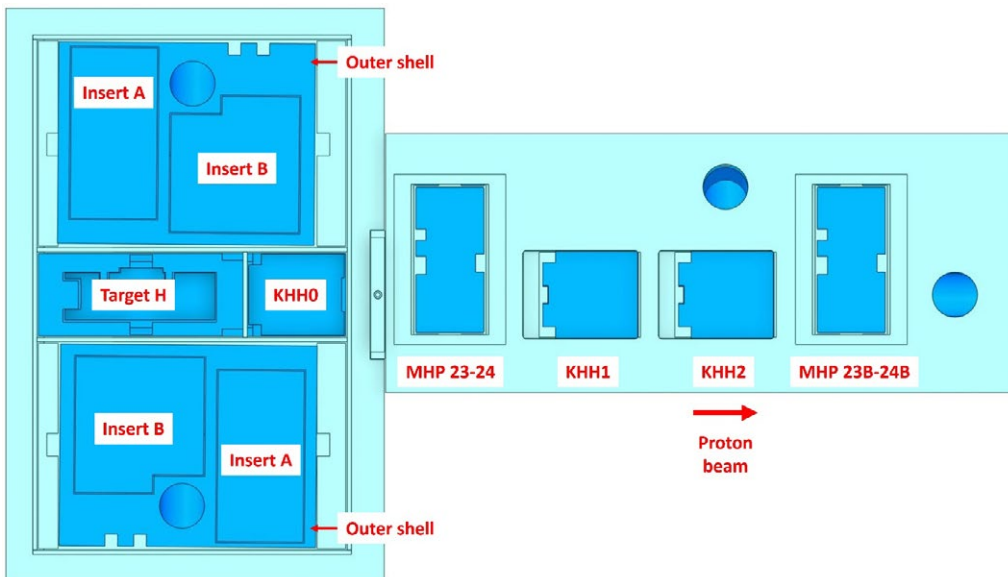 Outer shell
Insert A
Insert B
Target H
KHH0
MHP 23-24
KHH1
KHH2
MHP 23B-24B
Insert B
Insert A
Proton
beam
Outer shell